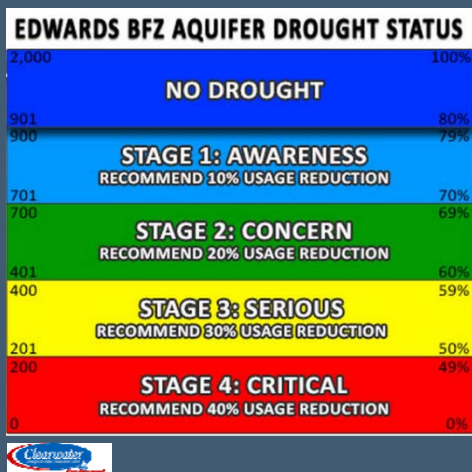 EDWARDS BFZ AQUIFER DROUGHT STATUS
2,000 100%
NO DROUGHT
901 80%
900 79%
STAGE 1: AWARENESS
RECOMMEND 10% USAGE REDUCTION
701 70%
700 69%
STAGE 2: CONCERN
RECOMMEND 20% USAGE REDUCTION
401 60%
400 59%
STAGE 3: SERIOUS
RECOMMEND 30% USAGE REDUCTION
201 50%
200 49%
STAGE 4: CRITICAL
RECOMMEND 40% USAGE REDUCTION
0 0%
Clearwater